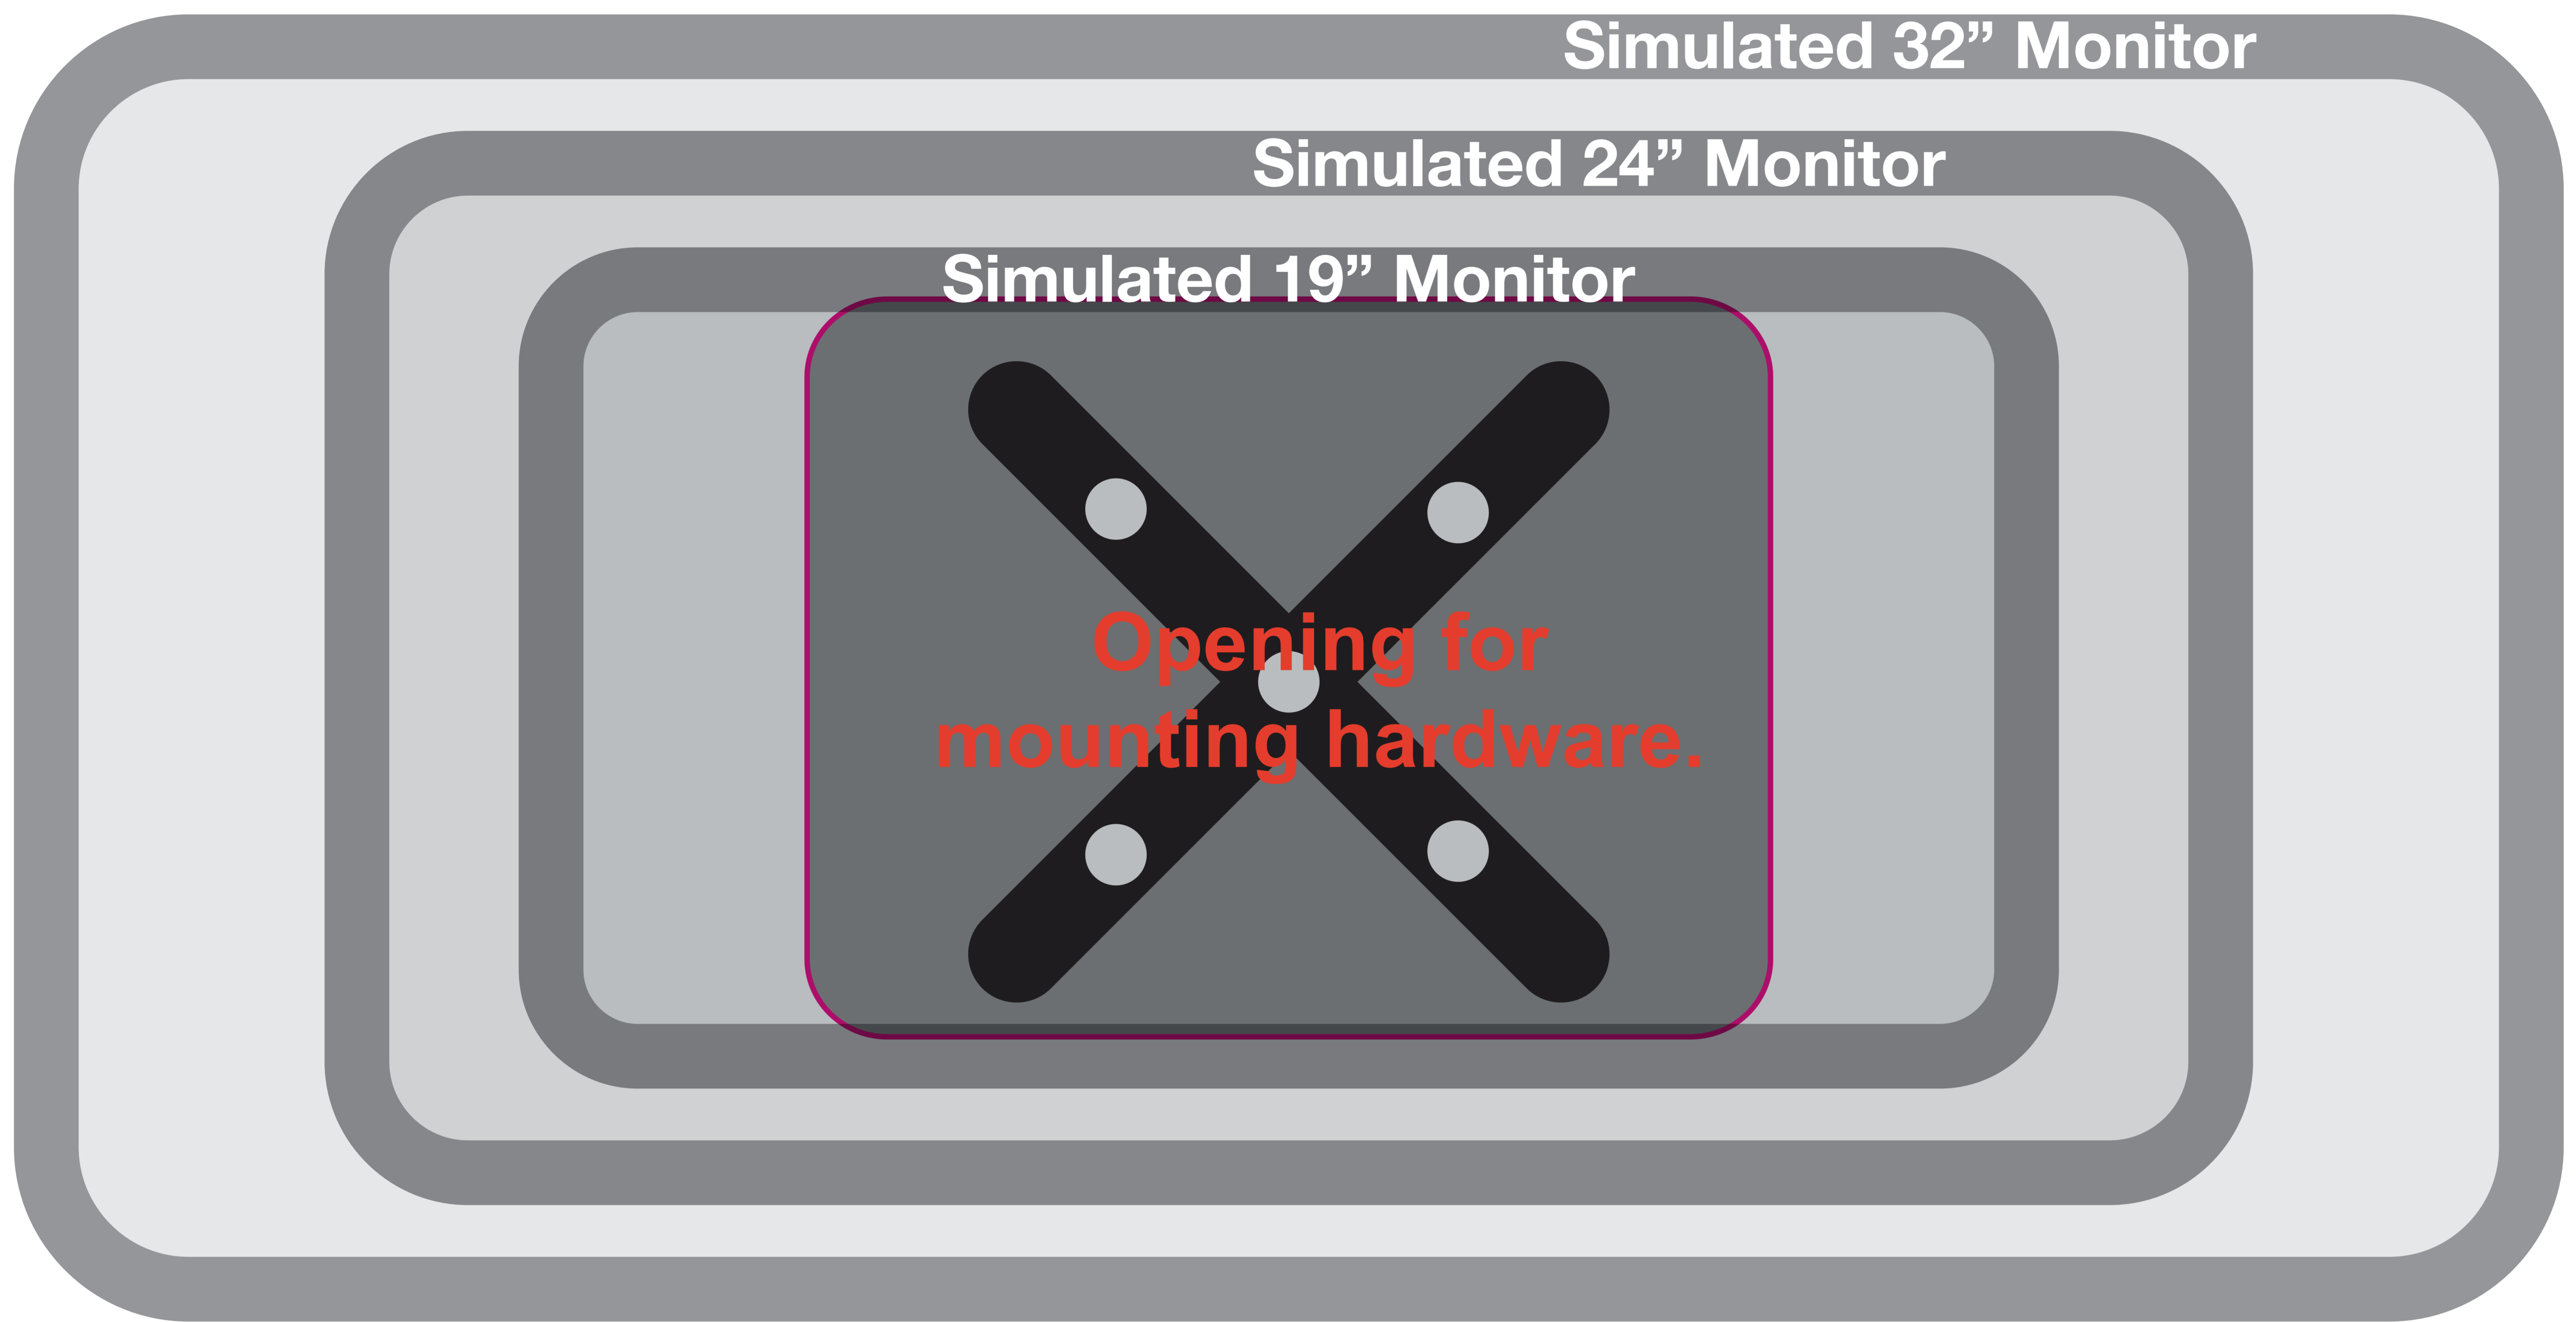 Simulated 32” Monitor
Simulated 24” Monitor
Simulated 19” Monitor
Opening for
mounting hardware.